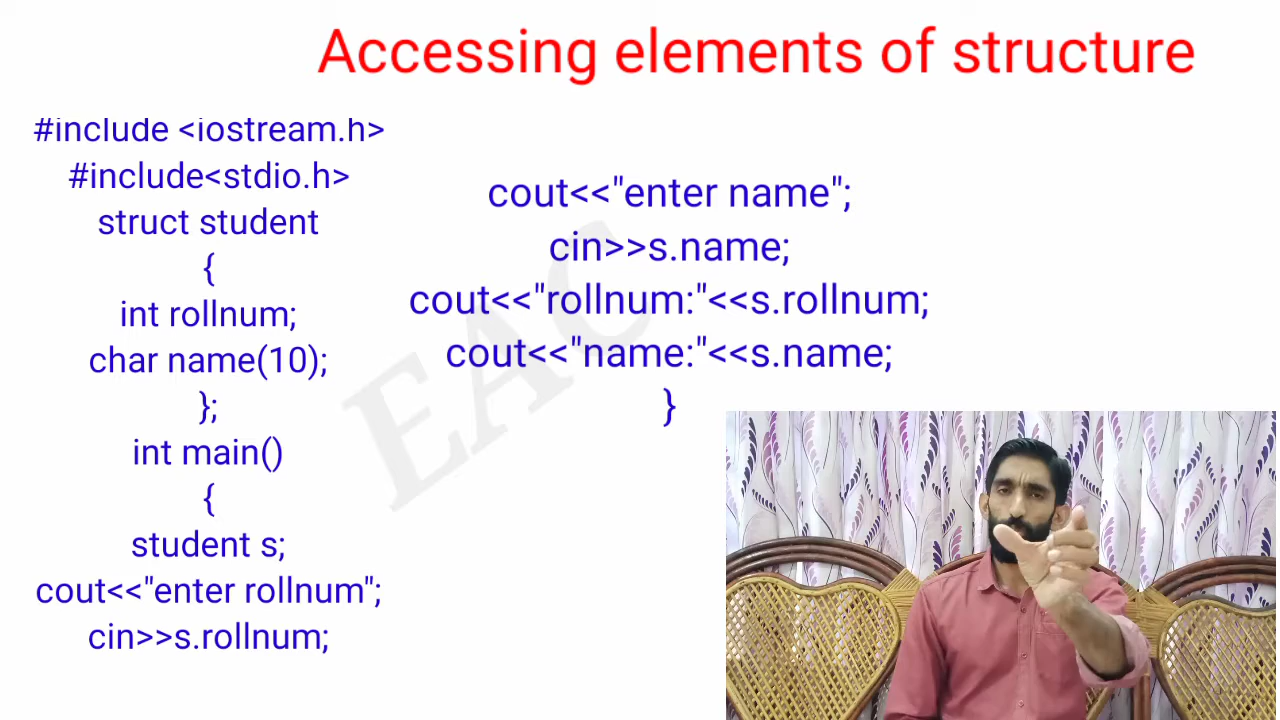 Accessing elements of structure
#include <iostream.h>
#include<stdio.h>
struct student
{
int rollnum;
char name(10);
};
int main()
{
student s;
cout<<"enter rollnum";
cin>>s.rollnum;
cout<<"enter name";
cin>>s.name;
cout<<"rollnum:"<<s.rollnum;
cout<<"name:"<<s.name;
}
EAC